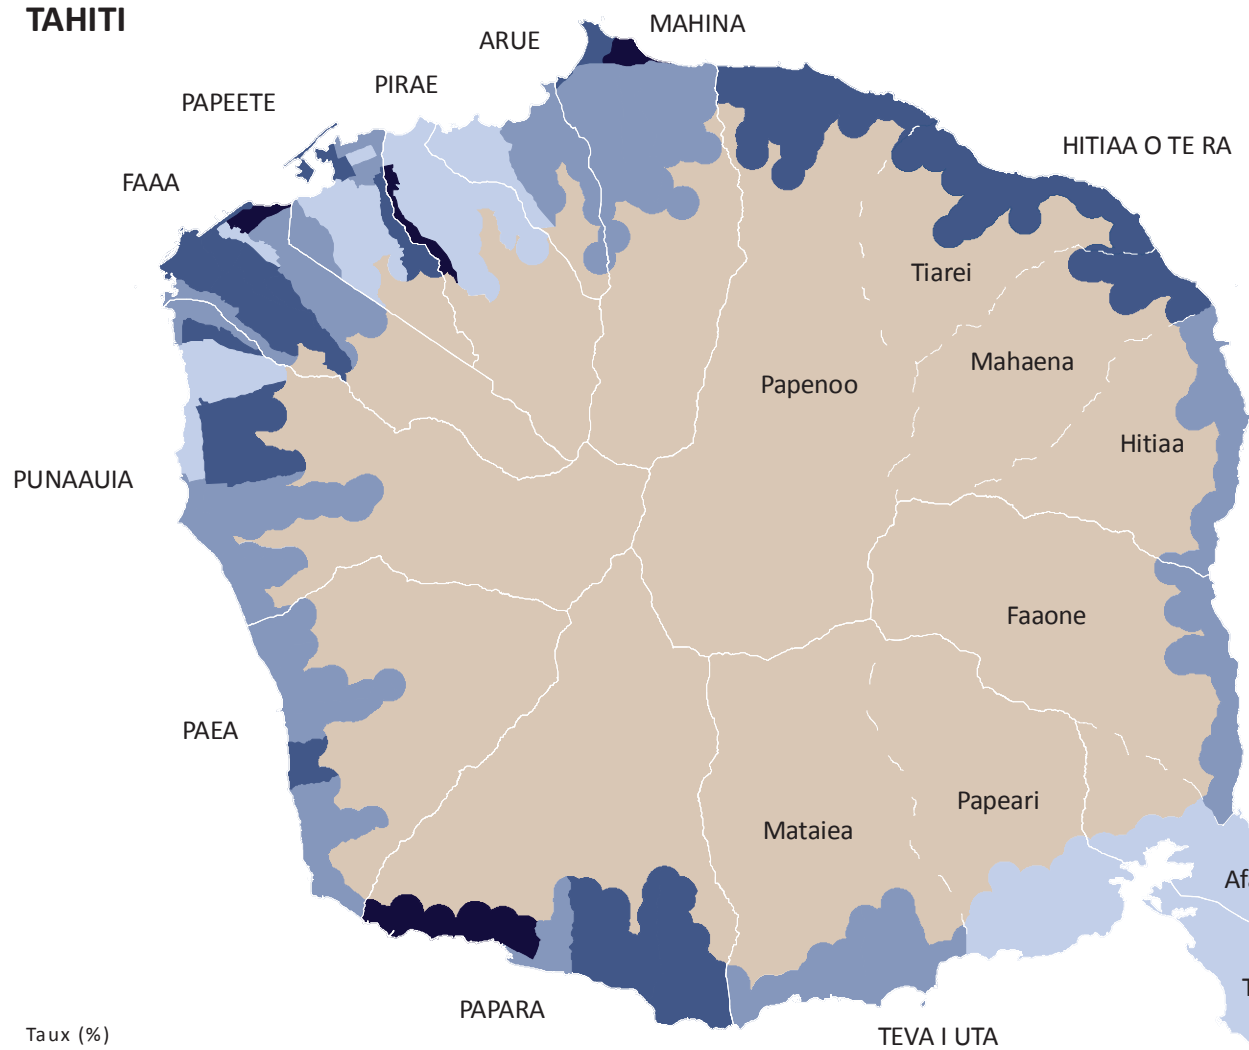 TAHITI
MAHINA
ARUE
PIRAE
PAPEETE
HITIAA O TE RA
FAAA
Tiarei
Mahaena
Papenoo
Hitiaa
PUNAAUIA
Faaone
PAEA
Papeari
Mataiea
PAPARA
TEVA I UTA
Taux (%)